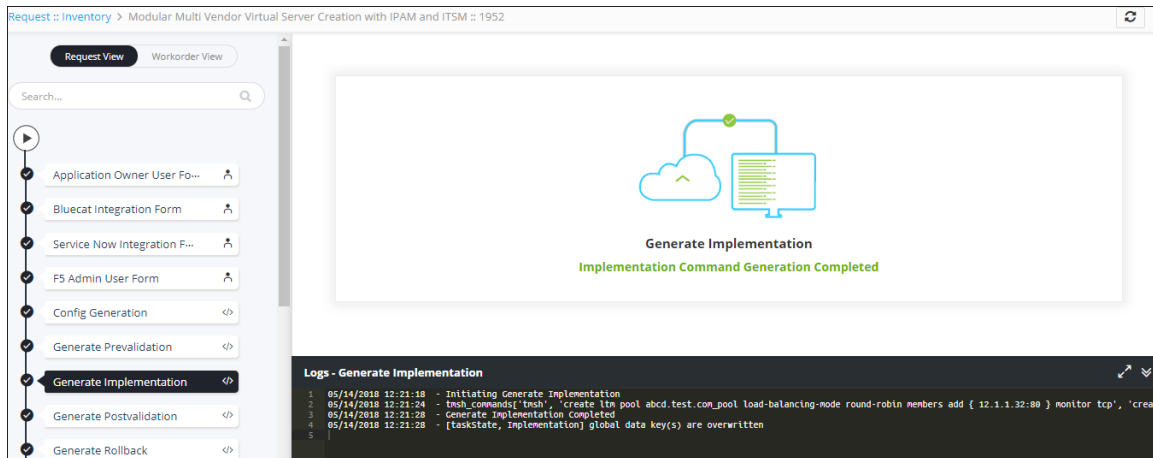 Request :: Inventory > Modular Multi Vendor Virtual Server Creation with IPAM and ITSM :: 1952
Request View
Workorder View
Search...
Application Owner User Fo...
Bluecat Integration Form
Service Now Integration F...
F5 Admin User Form
Config Generation
Generate Prevalidation
Generate Implementation
Generate Postvalidation
Generate Rollback
Generate Implementation
Implementation Command Generation Completed
Logs - Generate Implementation
1 05/14/2018 12:21:18 - Initiating Generate Implementation
2 05/14/2018 12:21:24 - tmsh_commands['tmsh', 'create ltm pool abcd.test.com_pool load-balancing-mode round-robin members add { 12.1.1.32:80 } monitor tcp', 'crea
3 05/14/2018 12:21:28 - Generate Implementation Completed
4 05/14/2018 12:21:28 - [taskState, Implementation] global data key(s) are overwritten
5